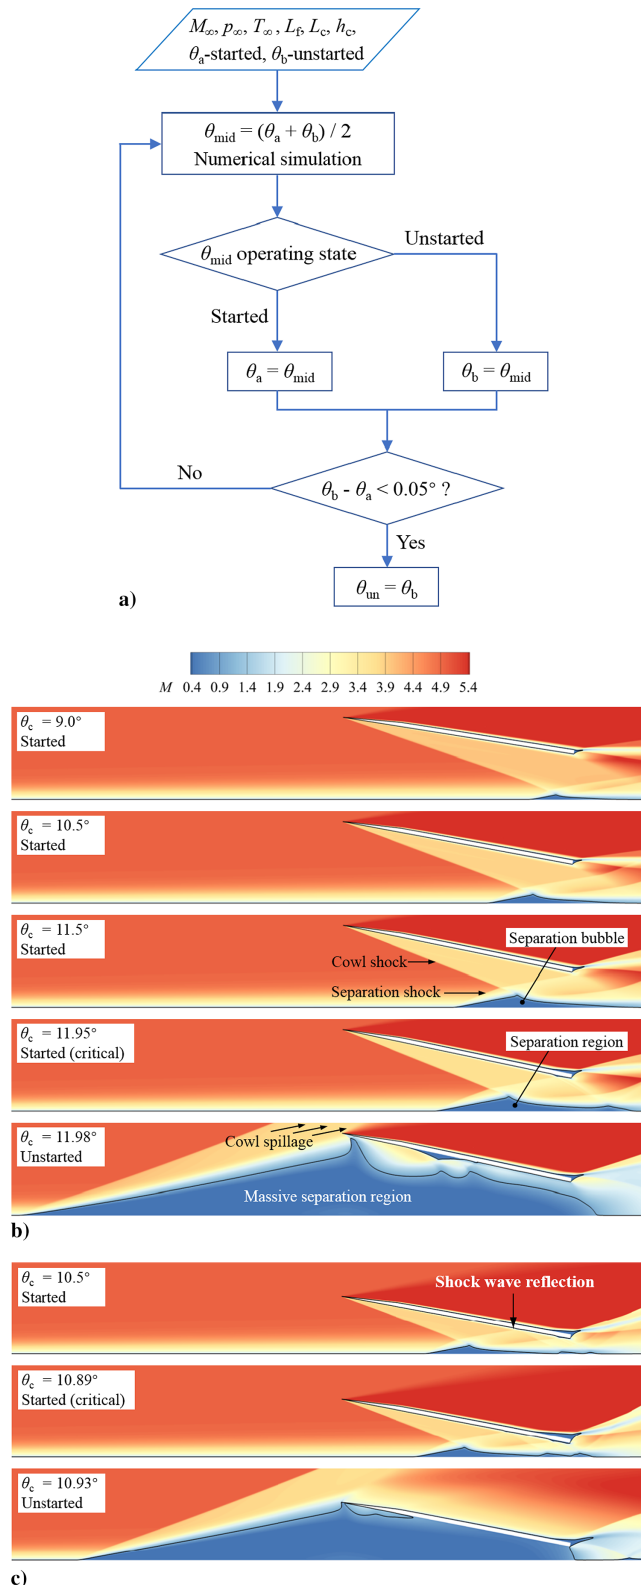 M∞, p∞, T∞, Lf, Lc, hc,
θa-started, θb-unstarted
θmid = (θa + θb) / 2
Numerical simulation
θmid operating state
Unstarted
Started
θa = θmid
θb = θmid
No
θb - θa < 0.05° ?
Yes
θun = θb
a)
M 0.4 0.9 1.4 1.9 2.4 2.9 3.4 3.9 4.4 4.9 5.4
θc = 9.0°
Started
θc = 10.5°
Started
θc = 11.5°
Started
Separation bubble
Cowl shock
Separation shock
θc = 11.95°
Started (critical)
Separation region
θc = 11.98°
Unstarted
Cowl spillage
Massive separation region
b)
θc = 10.5°
Started
Shock wave reflection
θc = 10.89°
Started (critical)
θc = 10.93°
Unstarted
c)